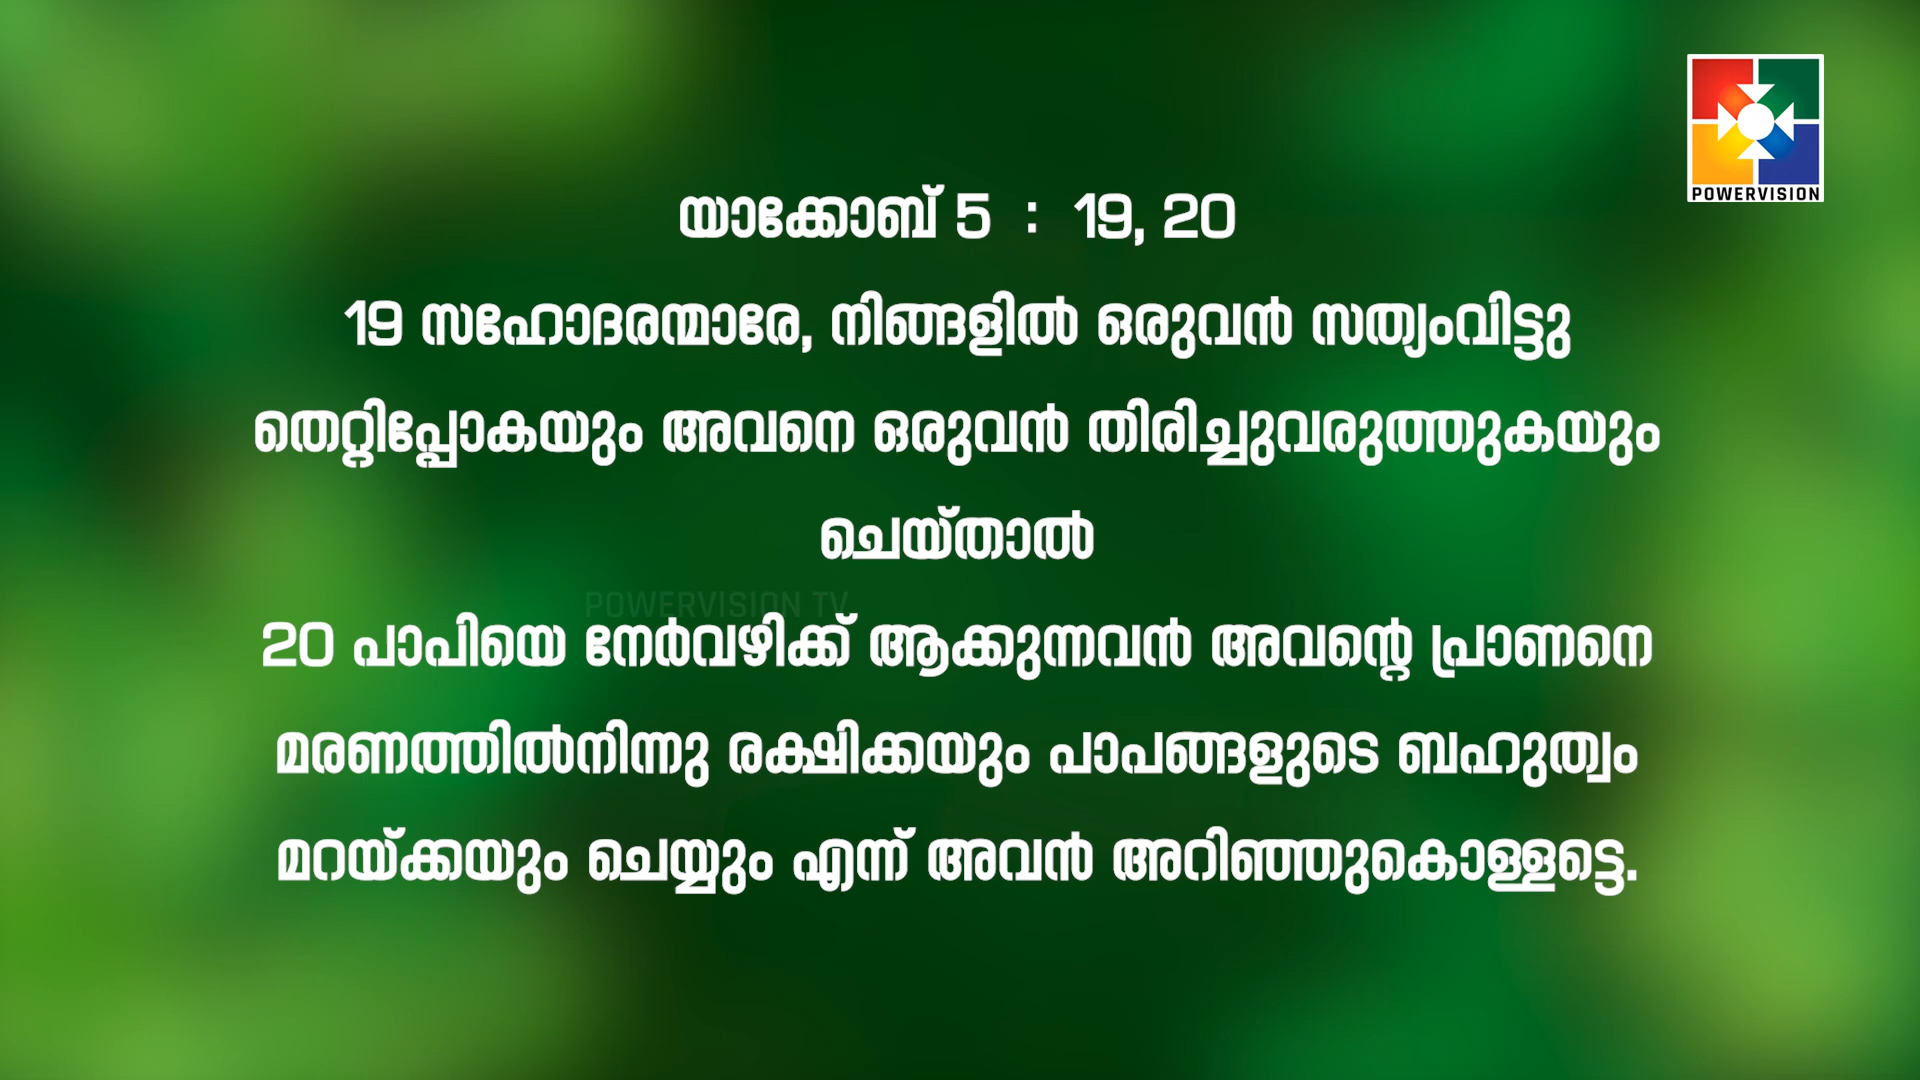 POWERVISION
യാക്കോബ് 5 : 19, 20
19 സഹോദരന്മാരേ, നിങ്ങളിൽ ഒരുവൻ സത്യംവിട്ടു
തെറ്റിപ്പോകയും അവനെ ഒരുവൻ തിരിച്ചുവരുത്തുകയും
ചെയ്താൽ
POWERVISION TV
20 പാപിയെ നേർവഴിക്ക് ആക്കുന്നവൻ അവന്റെ പ്രാണനെ
മരണത്തിൽനിന്നു രക്ഷിക്കയും പാപങ്ങളുടെ ബഹുത്വം
മറയ്ക്കയും ചെയ്യും എന്ന് അവൻ അറിഞ്ഞുകൊള്ളട്ടെ.